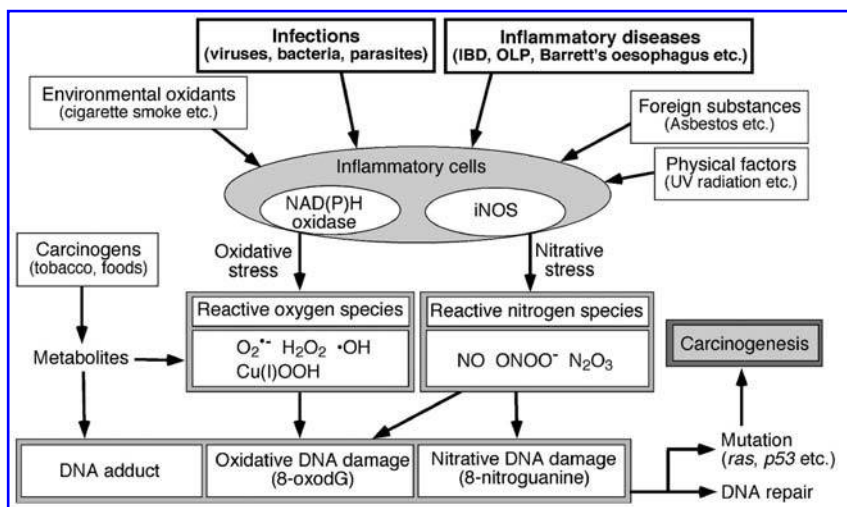 Infections
(viruses, bacteria, parasites)
Inflammatory diseases
(IBD, OLP, Barrett's oesophagus etc.)
Environmental oxidants
(cigarette smoke etc.)
Foreign substances
(Asbestos etc.)
Inflammatory cells
Physical factors
(UV radiation etc.)
NAD(P)H
oxidase
iNOS
Carcinogens
(tobacco, foods)
Oxidative
stress
Nitrative
stress
Reactive oxygen species
Reactive nitrogen species
O₂•⁻ H₂O₂ •OH
Cu(I)OOH
NO ONOO⁻ N₂O₃
Carcinogenesis
Metabolites
DNA adduct
Oxidative DNA damage
(8-oxodG)
Nitrative DNA damage
(8-nitroguanine)
Mutation
(ras, p53 etc.)
DNA repair